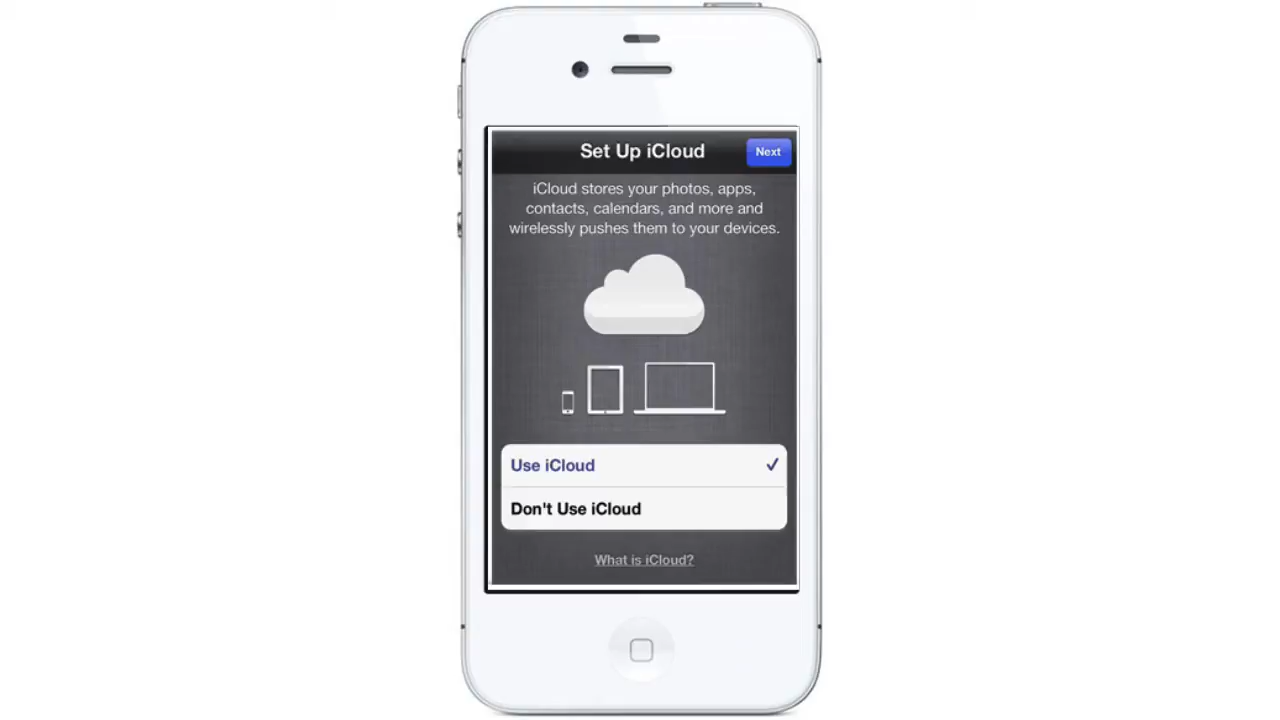 Set Up iCloud
Next
iCloud stores your photos, apps,
contacts, calendars, and more and
wirelessly pushes them to your devices.
Use iCloud
Don't Use iCloud
What is iCloud?